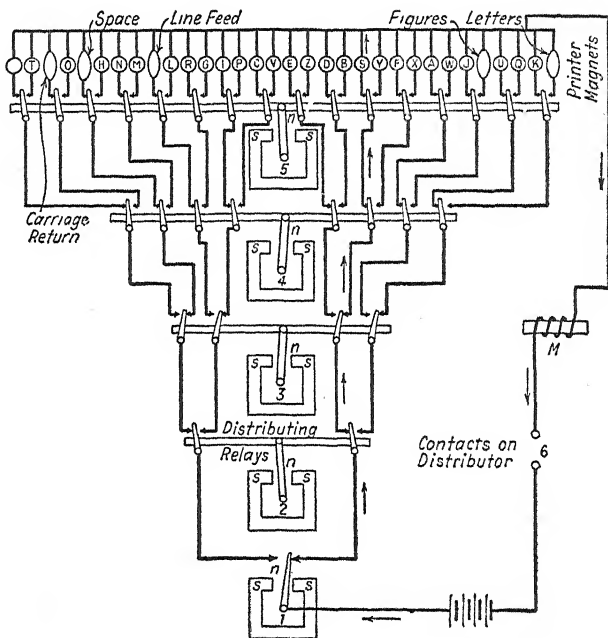 Space
Line Feed
Figures
Letters
T O H N M L R G I P C V E Z D B S Y F X A W J U Q K
Printer Magnets
Carriage
Return
n
S S
5
n
S S
4
n
S S
3
M
Distributing
Relays
n
S S
2
Contacts on
Distributor
6
n
S S
1